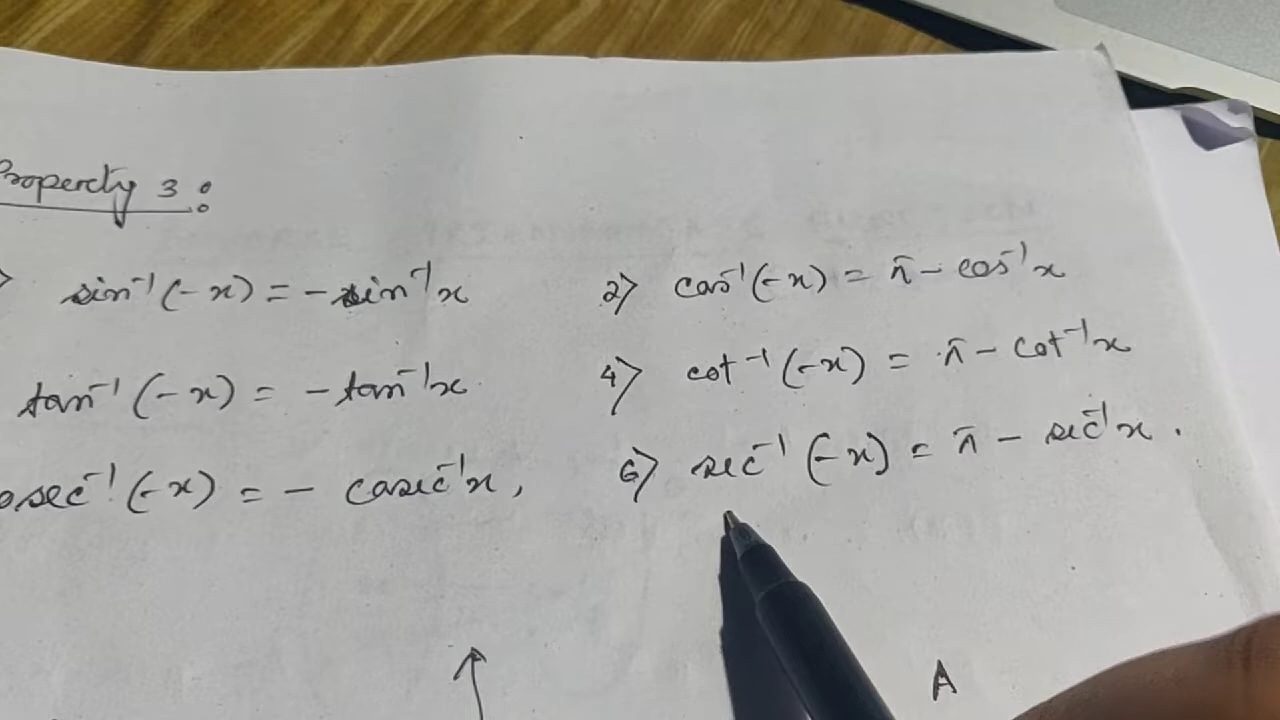 Property 3:
sin⁻¹(-x) = -sin⁻¹x 2> cos⁻¹(-x) = π - cos⁻¹x
tan⁻¹(-x) = -tan⁻¹x 4> cot⁻¹(-x) = π - cot⁻¹x
osec⁻¹(-x) = - cosec⁻¹x, 6> sec⁻¹(-x) = π - sec⁻¹x.
A